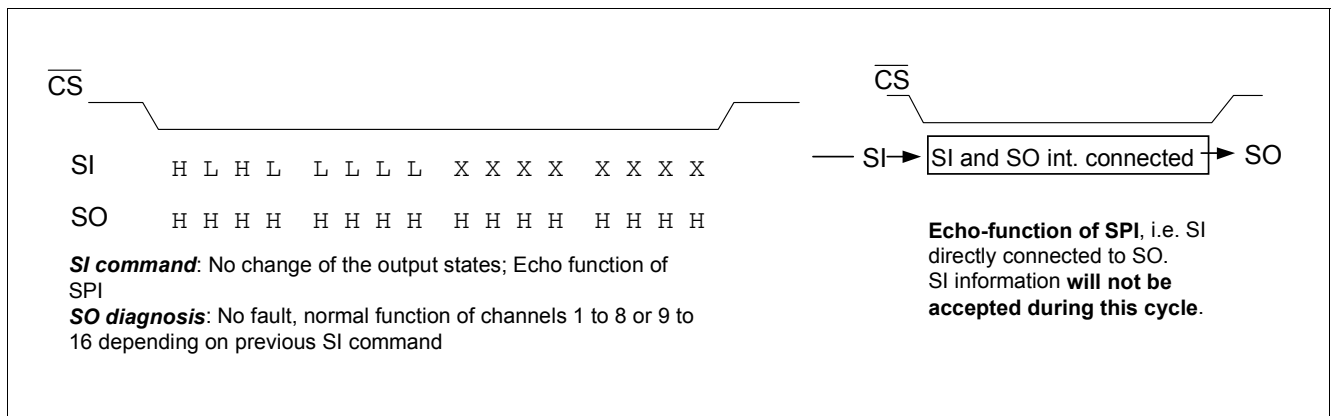 CS
SI H L H L L L L L X X X X X X X X
SO H H H H H H H H H H H H H H H H
SI command: No change of the output states; Echo function of
SPI
SO diagnosis: No fault, normal function of channels 1 to 8 or 9 to
16 depending on previous SI command
CS
SI SI and SO int. connected SO
Echo-function of SPI, i.e. SI
directly connected to SO.
SI information will not be
accepted during this cycle.